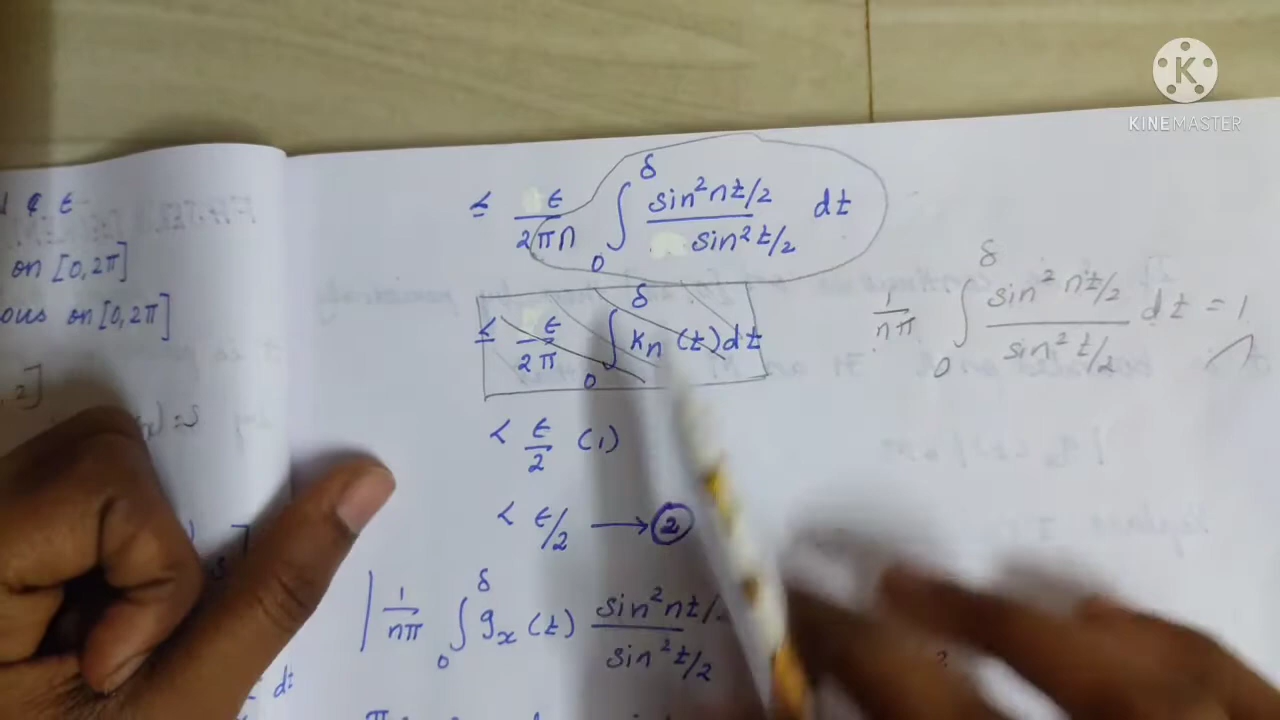 KINEMASTER
≤ ε/2πn ∫₀^δ sin²nt/2 / sin²t/2 dt
on [0,2π]
ous on [0,2π]
≤ ε/2π ∫₀^δ kₙ(t)dt
1/nπ ∫₀^δ sin²nt/2 / sin²t/2 dt = 1
2]
< ε/2 (1)
< ε/2 → ②
|1/nπ ∫₀^δ gₓ(t) sin²nt/ / sin²t/2
dt